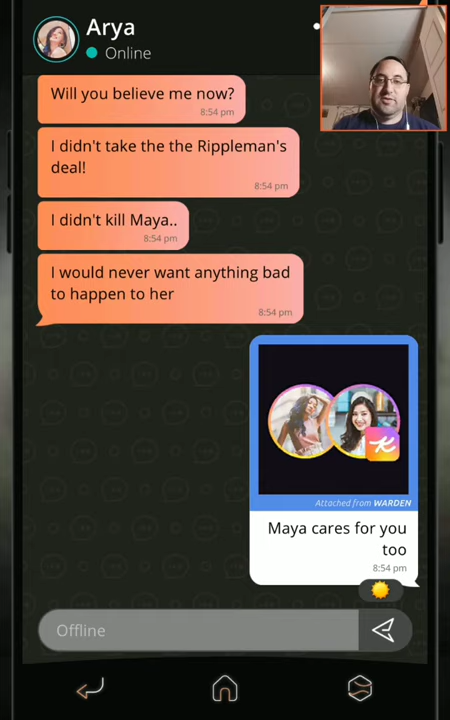 Arya
Online
Will you believe me now?
8:54 pm
I didn't take the the Rippleman's
deal!
8:54 pm
I didn't kill Maya..
8:54 pm
I would never want anything bad
to happen to her
8:54 pm
Attached from WARDEN
Maya cares for you
too
8:54 pm
Offline